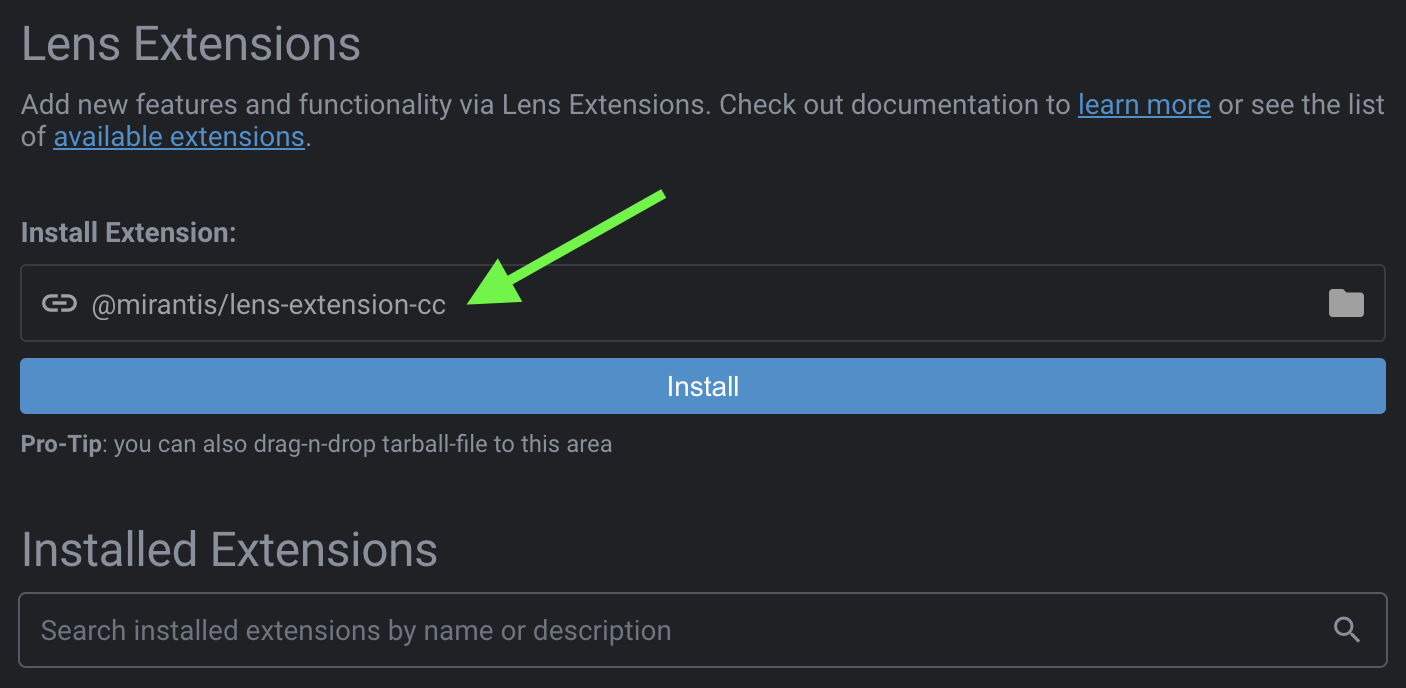 Lens Extensions
Add new features and functionality via Lens Extensions. Check out documentation to learn more or see the list
of available extensions.
Install Extension:
@mirantis/lens-extension-cc
Install
Pro-Tip: you can also drag-n-drop tarball-file to this area
Installed Extensions
Search installed extensions by name or description